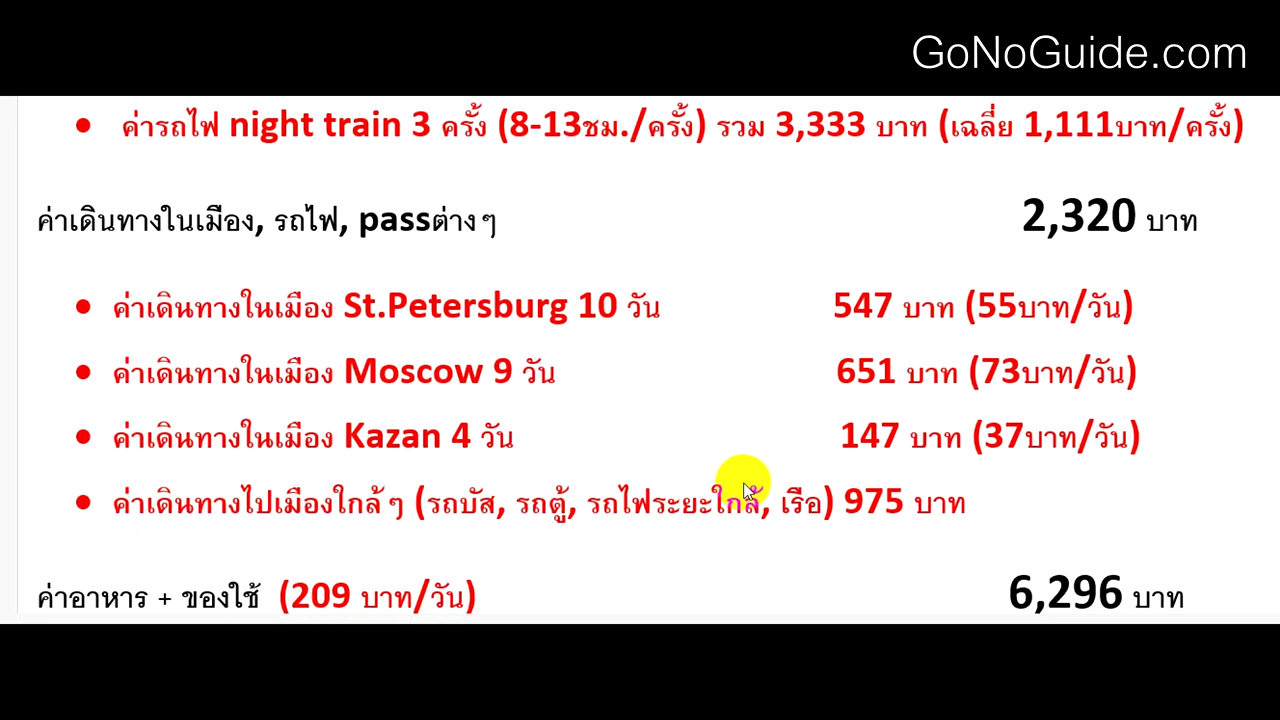 GoNoGuide.com
• ค่ารถไฟ night train 3 ครั้ง (8-13ชม./ครั้ง) รวม 3,333 บาท (เฉลี่ย 1,111บาท/ครั้ง)
ค่าเดินทางในเมือง, รถไฟ, passต่างๆ 2,320 บาท
• ค่าเดินทางในเมือง St.Petersburg 10 วัน 547 บาท (55บาท/วัน)
• ค่าเดินทางในเมือง Moscow 9 วัน 651 บาท (73บาท/วัน)
• ค่าเดินทางในเมือง Kazan 4 วัน 147 บาท (37บาท/วัน)
• ค่าเดินทางไปเมืองใกล้ๆ (รถบัส, รถตู้, รถไฟระยะใกล้, เรือ) 975 บาท
ค่าอาหาร + ของใช้ (209 บาท/วัน) 6,296 บาท